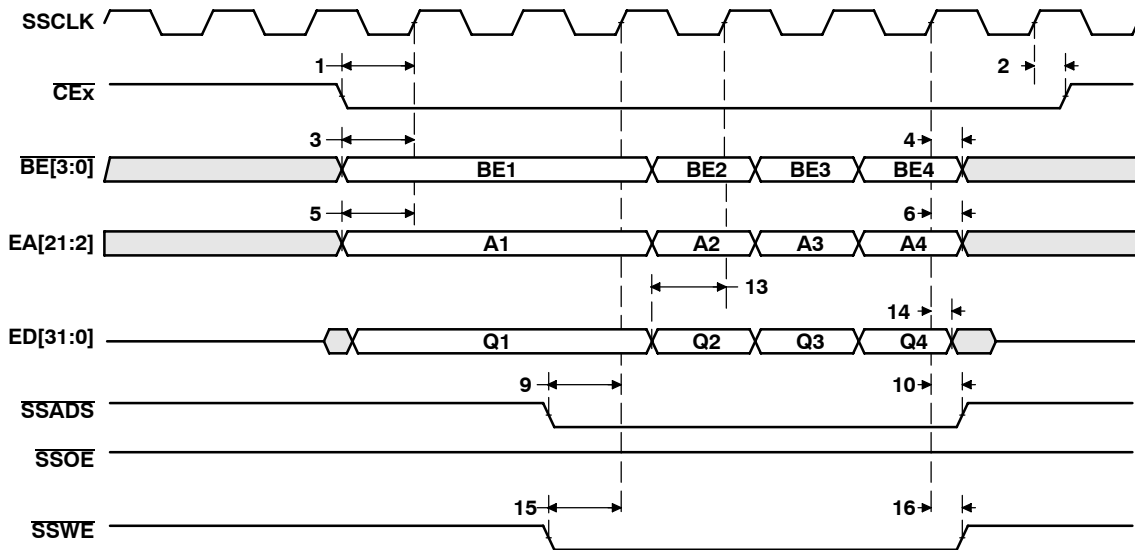 SSCLK
1
2
CEx
3
4
BE[3:0]
BE1
BE2
BE3
BE4
5
6
EA[21:2]
A1
A2
A3
A4
13
14
ED[31:0]
Q1
Q2
Q3
Q4
9
10
SSADS
SSOE
15
16
SSWE